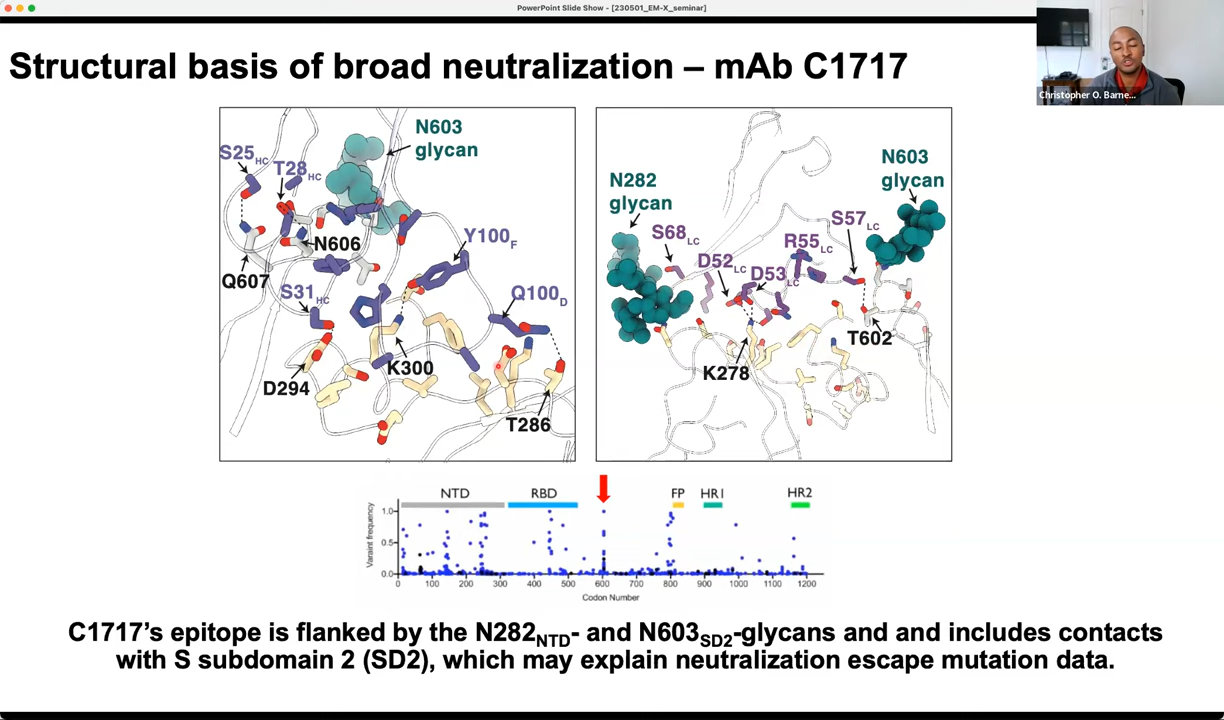 PowerPoint Slide Show - [230501_EM-X_seminar]
Christopher O. Barne...
Structural basis of broad neutralization – mAb C1717
N603
glycan
S25HC
T28HC
N606
Y100F
Q607
S31HC
Q100D
K300
D294
T286
N603
glycan
N282
glycan
S57LC
S68LC
R55LC
D52LC
D53LC
T602
K278
NTD
RBD
FP
HR1
HR2
Varaint frequency
1.0
0.5
0.0
0 100 200 300 400 500 600 700 800 900 1000 1100 1200
Codon Number
C1717’s epitope is flanked by the N282NTD- and N603SD2-glycans and and includes contacts
with S subdomain 2 (SD2), which may explain neutralization escape mutation data.